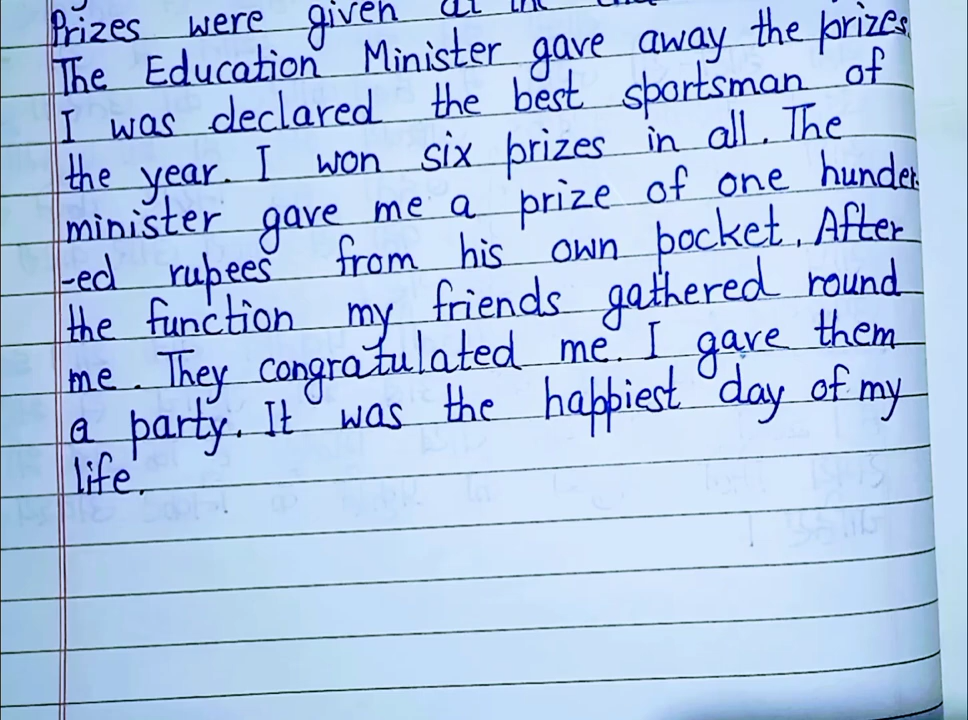 Prizes were given at the
The Education Minister gave away the prizes.
I was declared the best sportsman of
the year. I won six prizes in all. The
minister gave me a prize of one hunder
-ed rupees from his own pocket. After
the function my friends gathered round
me. They congratulated me. I gave them
a party. It was the happiest day of my
life.